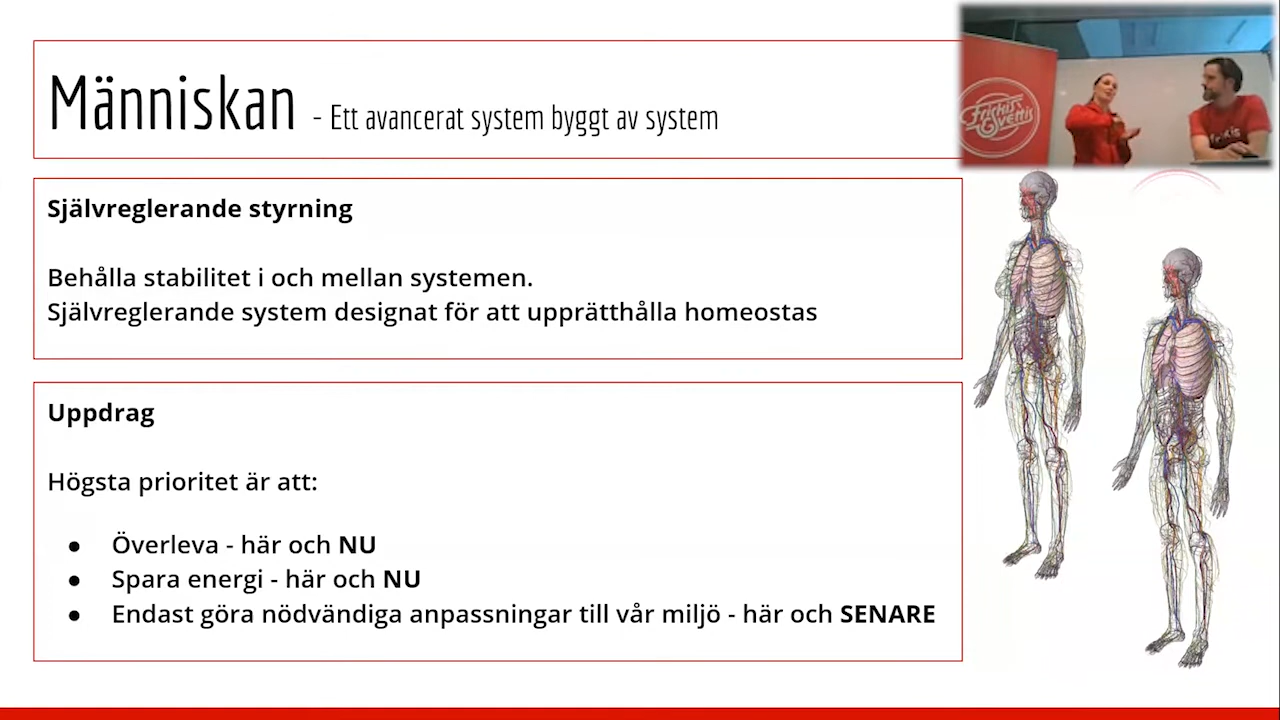 Människan - Ett avancerat system byggt av system
Friskis
&Svettis
Självreglerande styrning
Behålla stabilitet i och mellan systemen.
Självreglerande system designat för att upprätthålla homeostas
Uppdrag
Högsta prioritet är att:
● Överleva - här och NU
● Spara energi - här och NU
● Endast göra nödvändiga anpassningar till vår miljö - här och SENARE